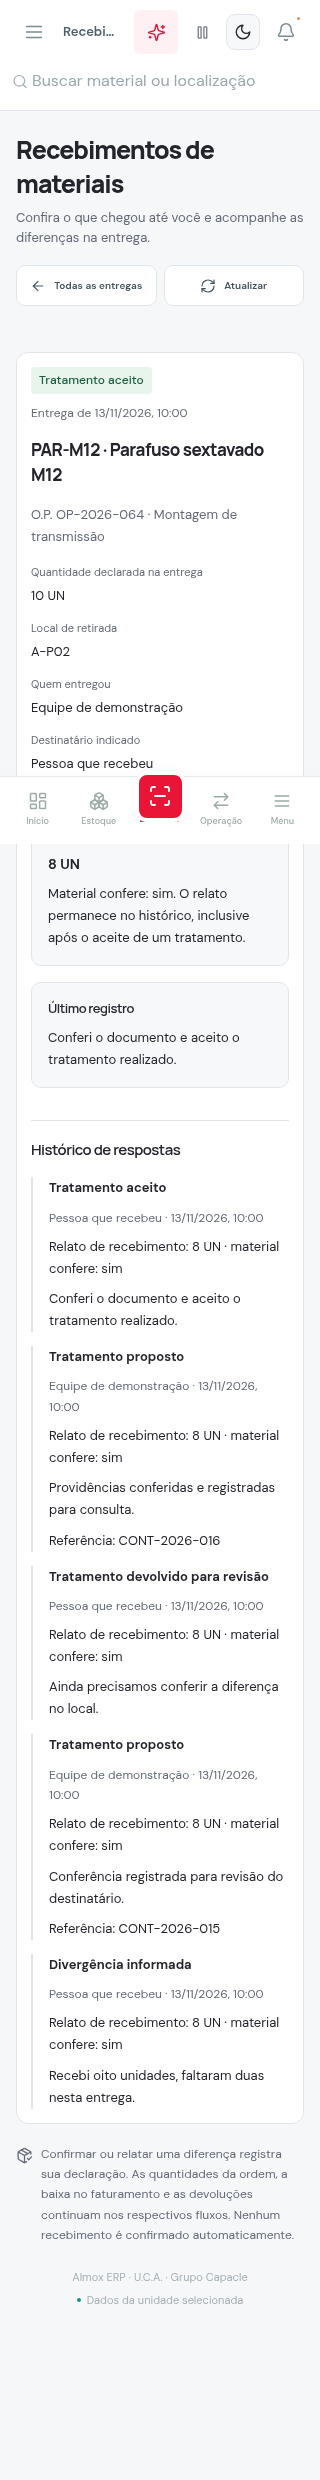 Recebi...
Buscar material ou localização
Recebimentos de
materiais
Confira o que chegou até você e acompanhe as
diferenças na entrega.
Todas as entregas
Atualizar
Tratamento aceito
Entrega de 13/11/2026, 10:00
PAR-M12 · Parafuso sextavado
M12
O.P. OP-2026-064 · Montagem de
transmissão
Quantidade declarada na entrega
10 UN
Local de retirada
A-P02
Quem entregou
Equipe de demonstração
Destinatário indicado
Pessoa que recebeu
Início
Estoque
Operação
Menu
8 UN
Material confere: sim. O relato
permanece no histórico, inclusive
após o aceite de um tratamento.
Último registro
Conferi o documento e aceito o
tratamento realizado.
Histórico de respostas
Tratamento aceito
Pessoa que recebeu · 13/11/2026, 10:00
Relato de recebimento: 8 UN · material
confere: sim
Conferi o documento e aceito o
tratamento realizado.
Tratamento proposto
Equipe de demonstração · 13/11/2026,
10:00
Relato de recebimento: 8 UN · material
confere: sim
Providências conferidas e registradas
para consulta.
Referência: CONT-2026-016
Tratamento devolvido para revisão
Pessoa que recebeu · 13/11/2026, 10:00
Relato de recebimento: 8 UN · material
confere: sim
Ainda precisamos conferir a diferença
no local.
Tratamento proposto
Equipe de demonstração · 13/11/2026,
10:00
Relato de recebimento: 8 UN · material
confere: sim
Conferência registrada para revisão do
destinatário.
Referência: CONT-2026-015
Divergência informada
Pessoa que recebeu · 13/11/2026, 10:00
Relato de recebimento: 8 UN · material
confere: sim
Recebi oito unidades, faltaram duas
nesta entrega.
Confirmar ou relatar uma diferença registra
sua declaração. As quantidades da ordem, a
baixa no faturamento e as devoluções
continuam nos respectivos fluxos. Nenhum
recebimento é confirmado automaticamente.
Almox ERP · U.C.A. · Grupo Capacle
Dados da unidade selecionada